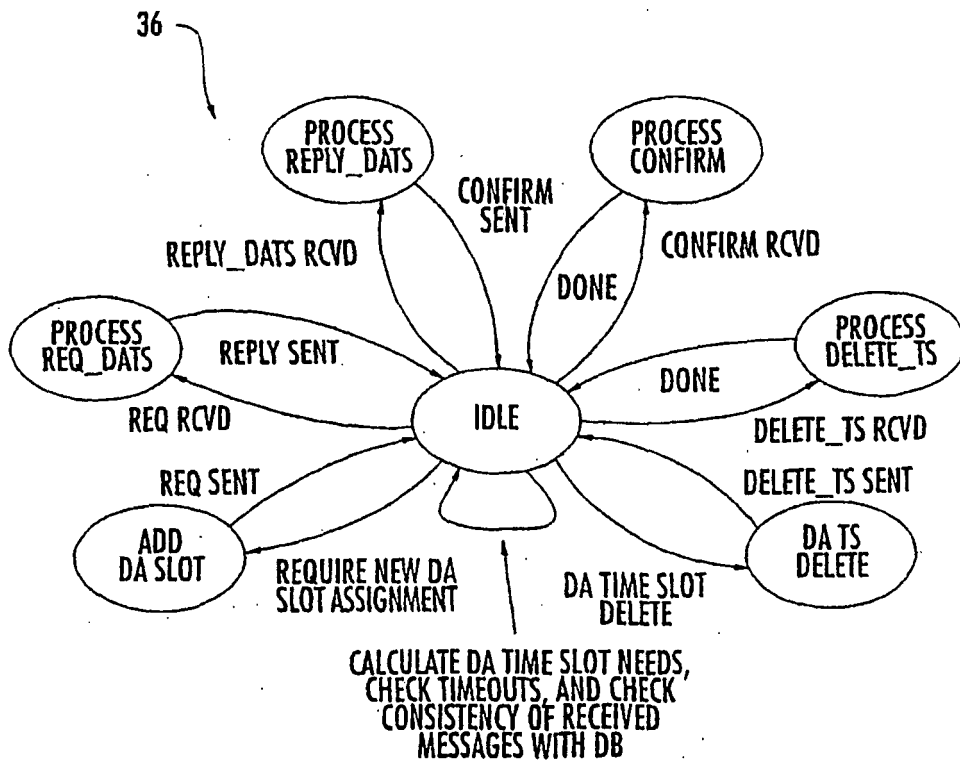 36
PROCESS
REPLY_DATS
PROCESS
CONFIRM
CONFIRM
SENT
REPLY_DATS RCVD
CONFIRM RCVD
DONE
PROCESS
REQ_DATS
REPLY SENT
PROCESS
DELETE_TS
DONE
REQ RCVD
IDLE
DELETE_TS RCVD
REQ SENT
DELETE_TS SENT
ADD
DA SLOT
REQUIRE NEW DA
SLOT ASSIGNMENT
DA TIME SLOT
DELETE
DA TS
DELETE
CALCULATE DA TIME SLOT NEEDS,
CHECK TIMEOUTS, AND CHECK
CONSISTENCY OF RECEIVED
MESSAGES WITH DB